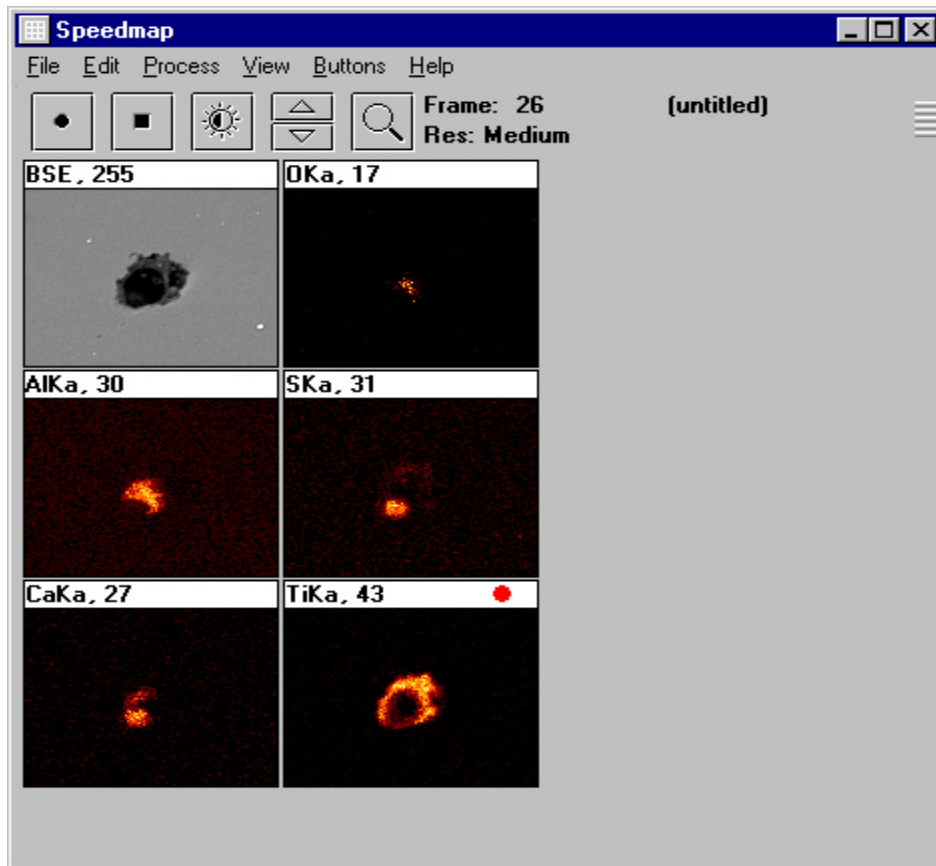 Speedmap
File Edit Process View Buttons Help
Frame: 26 (untitled)
Res: Medium
BSE, 255 OKa, 17
AlKa, 30 SKa, 31
CaKa, 27 TiKa, 43